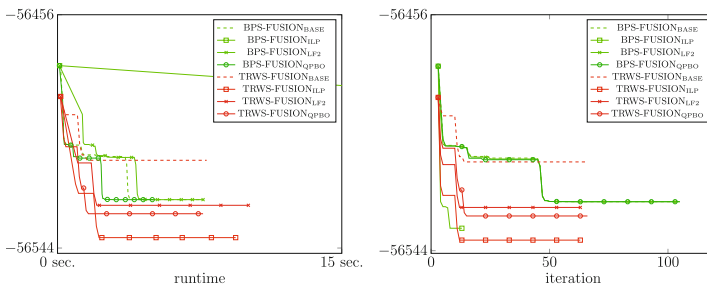 −56456
BPS-FUSION_BASE
BPS-FUSION_ILP
BPS-FUSION_LF2
BPS-FUSION_QPBO
TRWS-FUSION_BASE
TRWS-FUSION_ILP
TRWS-FUSION_LF2
TRWS-FUSION_QPBO
−56544
0 sec.
15 sec.
runtime
−56456
BPS-FUSION_BASE
BPS-FUSION_ILP
BPS-FUSION_LF2
BPS-FUSION_QPBO
TRWS-FUSION_BASE
TRWS-FUSION_ILP
TRWS-FUSION_LF2
TRWS-FUSION_QPBO
−56544
0
50
100
iteration